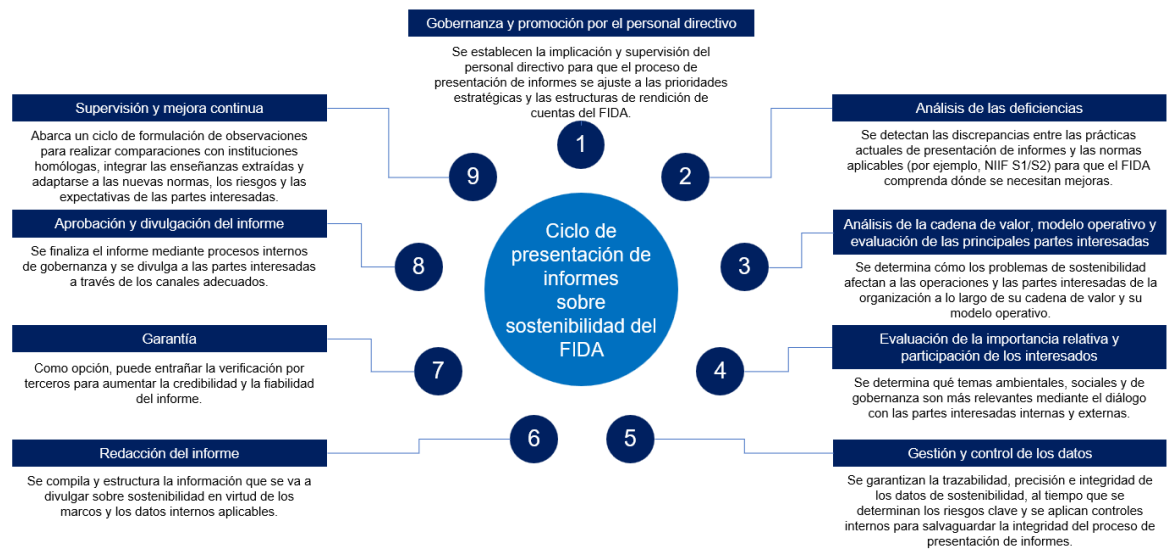 Gobernanza y promoción por el personal directivo
Se establecen la implicación y supervisión del
personal directivo para que el proceso de
presentación de informes se ajuste a las prioridades
estratégicas y las estructuras de rendición de
cuentas del FIDA.
1
Análisis de las deficiencias
Se detectan las discrepancias entre las prácticas
actuales de presentación de informes y las normas
aplicables (por ejemplo, NIIF S1/S2) para que el FIDA
comprenda dónde se necesitan mejoras.
2
Análisis de la cadena de valor, modelo operativo y
evaluación de las principales partes interesadas
Se determina cómo los problemas de sostenibilidad
afectan a las operaciones y las partes interesadas de la
organización a lo largo de su cadena de valor y su
modelo operativo.
3
Evaluación de la importancia relativa y
participación de los interesados
Se determina qué temas ambientales, sociales y de
gobernanza son más relevantes mediante el diálogo
con las partes interesadas internas y externas.
4
Gestión y control de los datos
Se garantizan la trazabilidad, precisión e integridad
de los datos de sostenibilidad, al tiempo que se
determinan los riesgos clave y se aplican controles
internos para salvaguardar la integridad del proceso de
presentación de informes.
5
Redacción del informe
Se compila y estructura la información que se va a
divulgar sobre sostenibilidad en virtud de los
marcos y los datos internos aplicables.
6
Garantía
Como opción, puede entrañar la verificación por
terceros para aumentar la credibilidad y la fiabilidad
del informe.
7
Aprobación y divulgación del informe
Se finaliza el informe mediante procesos internos
de gobernanza y se divulga a las partes interesadas
a través de los canales adecuados.
8
Supervisión y mejora continua
Abarca un ciclo de formulación de observaciones
para realizar comparaciones con instituciones
homólogas, integrar las enseñanzas extraídas y
adaptarse a las nuevas normas, los riesgos y las
expectativas de las partes interesadas.
9
Ciclo de
presentación de
informes
sobre
sostenibilidad del
FIDA